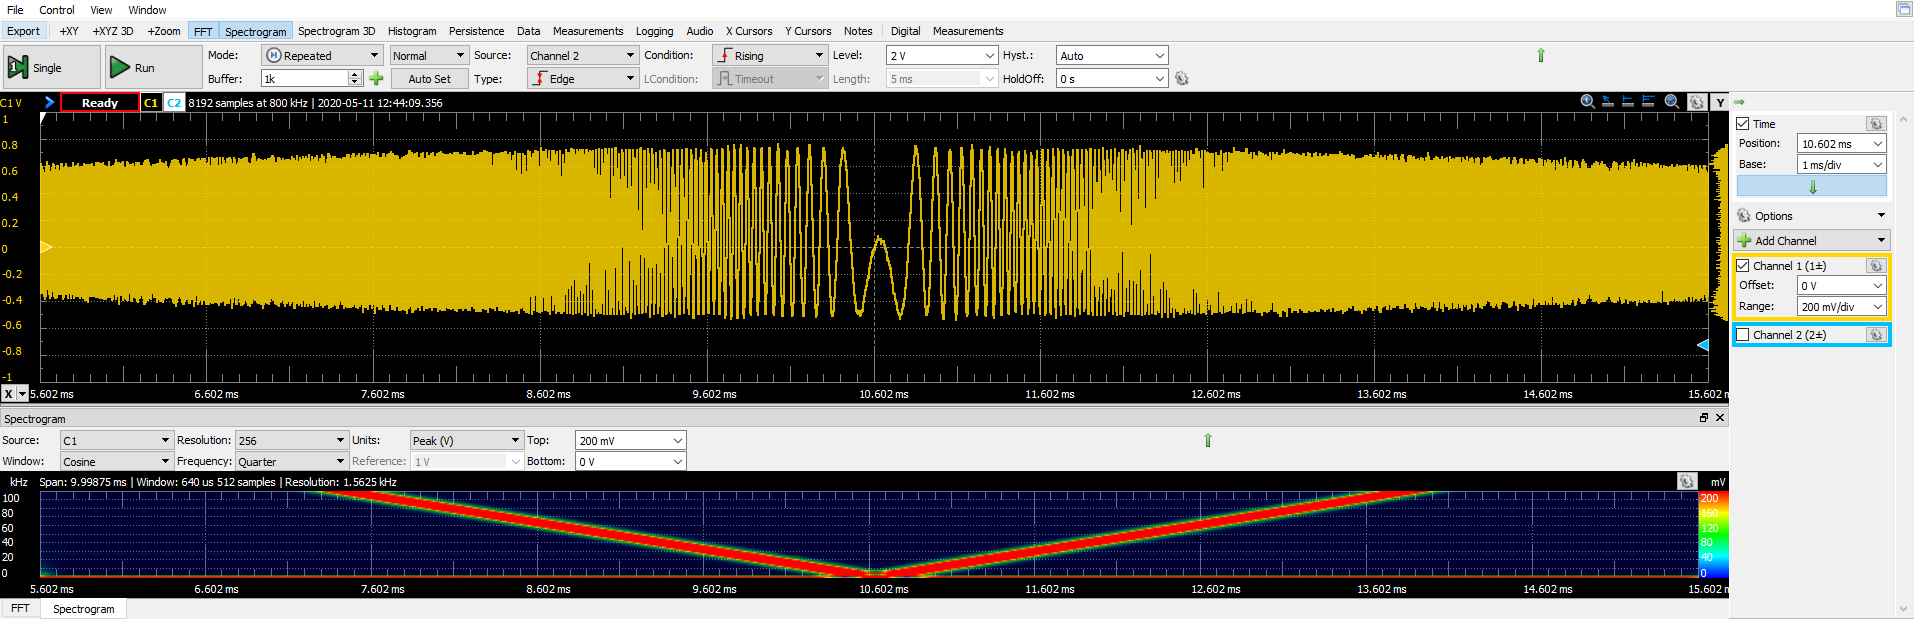 File Control View Window
Export +XY +XYZ 3D +Zoom FFT Spectrogram Spectrogram 3D Histogram Persistence Data Measurements Logging Audio X Cursors Y Cursors Notes Digital Measurements
Single Run Mode: Repeated Normal Source: Channel 2 Condition: Rising Level: 2 V Hyst.: Auto
Buffer: 1k Auto Set Type: Edge LCondition: Timeout Length: 5 ms HoldOff: 0 s
C1 V Ready C1 C2 8192 samples at 800 kHz | 2020-05-11 12:44:09.356 Y
1
0.8
0.6
0.4
0.2
0
-0.2
-0.4
-0.6
-0.8
-1
X 5.602 ms 6.602 ms 7.602 ms 8.602 ms 9.602 ms 10.602 ms 11.602 ms 12.602 ms 13.602 ms 14.602 ms 15.602 m
Time
Position: 10.602 ms
Base: 1 ms/div
Options
Add Channel
Channel 1 (1±)
Offset: 0 V
Range: 200 mV/div
Channel 2 (2±)
Spectrogram
Source: C1 Resolution: 256 Units: Peak (V) Top: 200 mV
Window: Cosine Frequency: Quarter Reference: 1 V Bottom: 0 V
kHz Span: 9.99875 ms | Window: 640 us 512 samples | Resolution: 1.5625 kHz mV
100 200
80 160
60 120
40 80
20 40
0 0
5.602 ms 6.602 ms 7.602 ms 8.602 ms 9.602 ms 10.602 ms 11.602 ms 12.602 ms 13.602 ms 14.602 ms 15.602 m
FFT Spectrogram